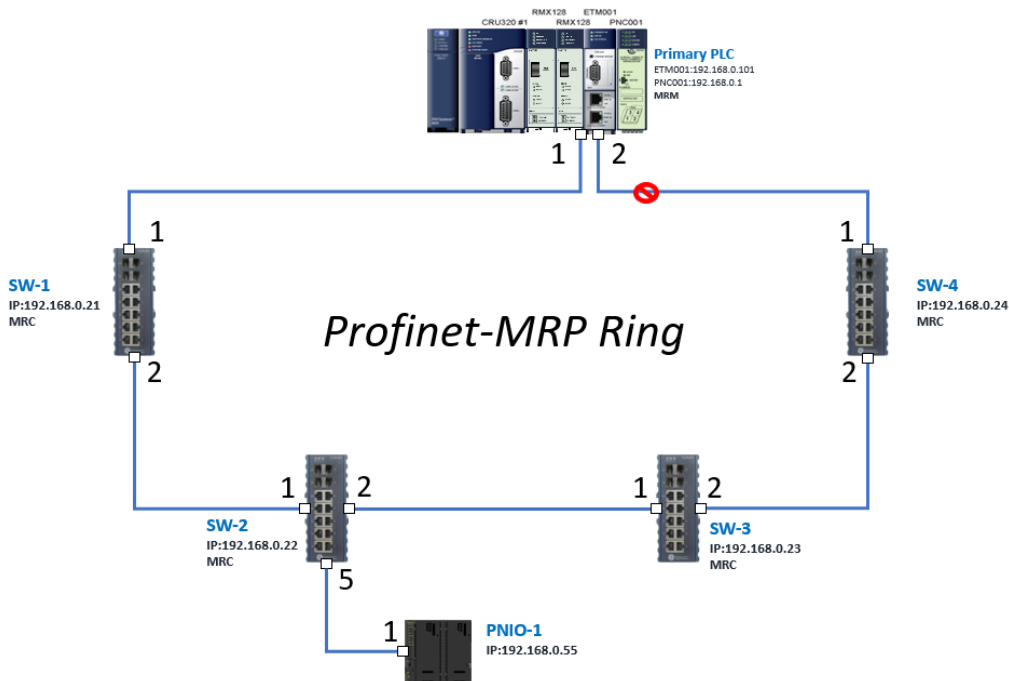 RMX128 ETM001
CRU320 #1 RMX128 PNC001
Primary PLC
ETM001:192.168.0.101
PNC001:192.168.0.1
MRM
1 2
1
SW-1
IP:192.168.0.21
MRC
2
1
SW-4
IP:192.168.0.24
MRC
2
Profinet-MRP Ring
1 2
SW-2
IP:192.168.0.22
MRC
5
1 2
SW-3
IP:192.168.0.23
MRC
1
PNIO-1
IP:192.168.0.55